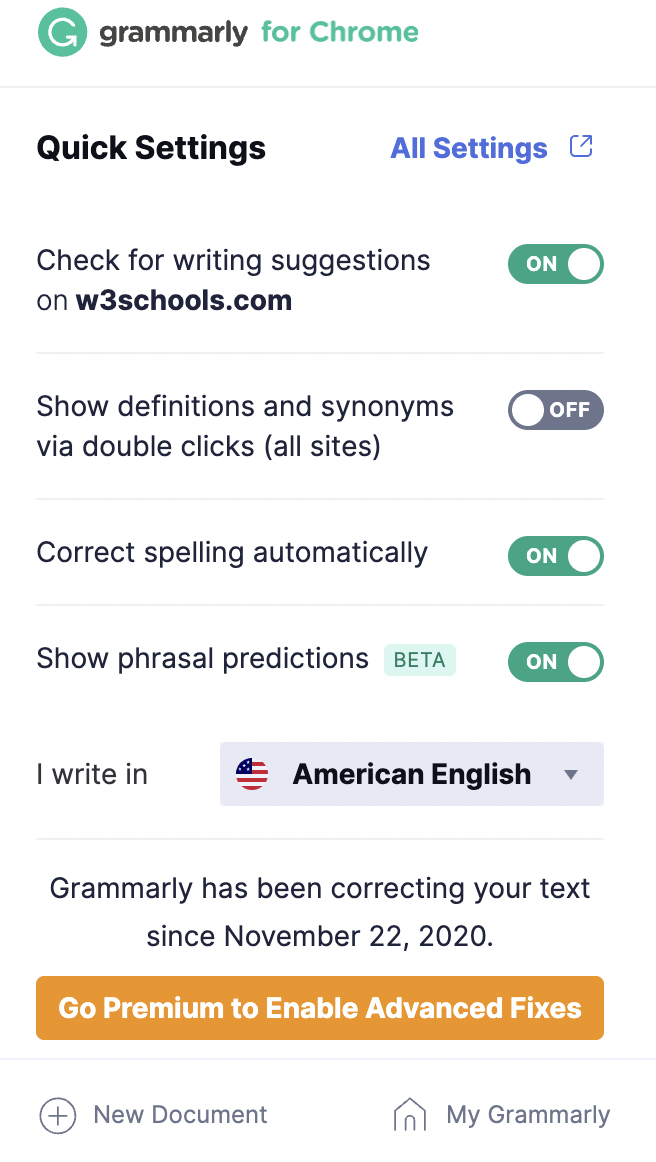 grammarly for Chrome
Quick Settings
All Settings
Check for writing suggestions
on w3schools.com
ON
Show definitions and synonyms
via double clicks (all sites)
OFF
Correct spelling automatically
ON
Show phrasal predictions
BETA
ON
I write in
American English
Grammarly has been correcting your text
since November 22, 2020.
Go Premium to Enable Advanced Fixes
New Document
My Grammarly